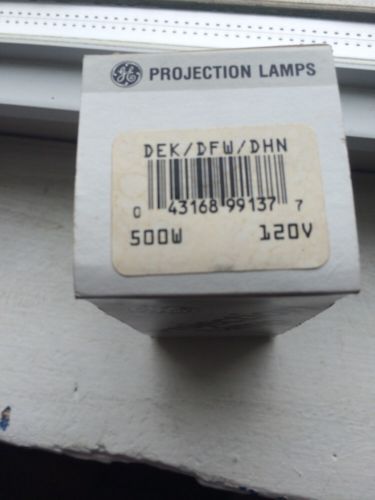 GE PROJECTION LAMPS
DEK/DFW/DHN
0 43168 99137 7
500W 120V